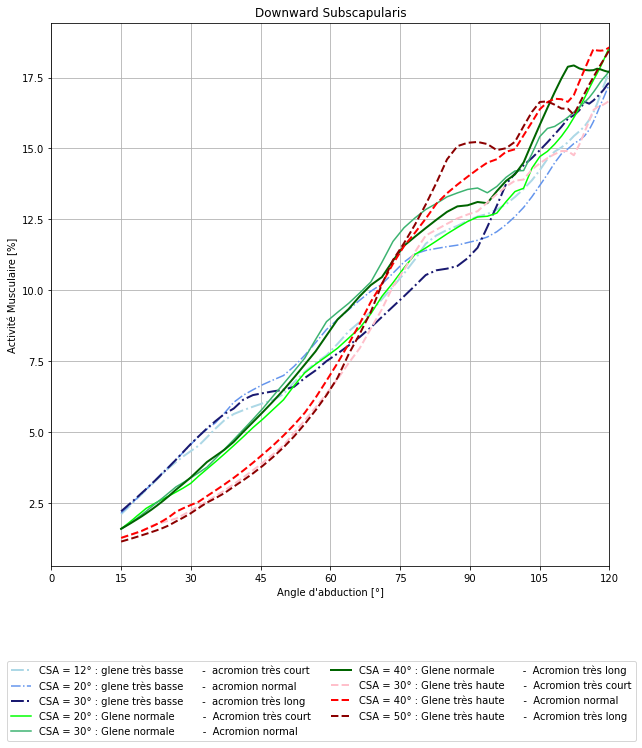 Downward Subscapularis
17.5
15.0
12.5
10.0
7.5
5.0
2.5
Activité Musculaire [%]
0 15 30 45 60 75 90 105 120
Angle d'abduction [°]
CSA = 12° : glene très basse - acromion très court
CSA = 20° : glene très basse - acromion normal
CSA = 30° : glene très basse - acromion très long
CSA = 20° : Glene normale - Acromion très court
CSA = 30° : Glene normale - Acromion normal
CSA = 40° : Glene normale - Acromion très long
CSA = 30° : Glene très haute - Acromion très court
CSA = 40° : Glene très haute - Acromion normal
CSA = 50° : Glene très haute - Acromion très long